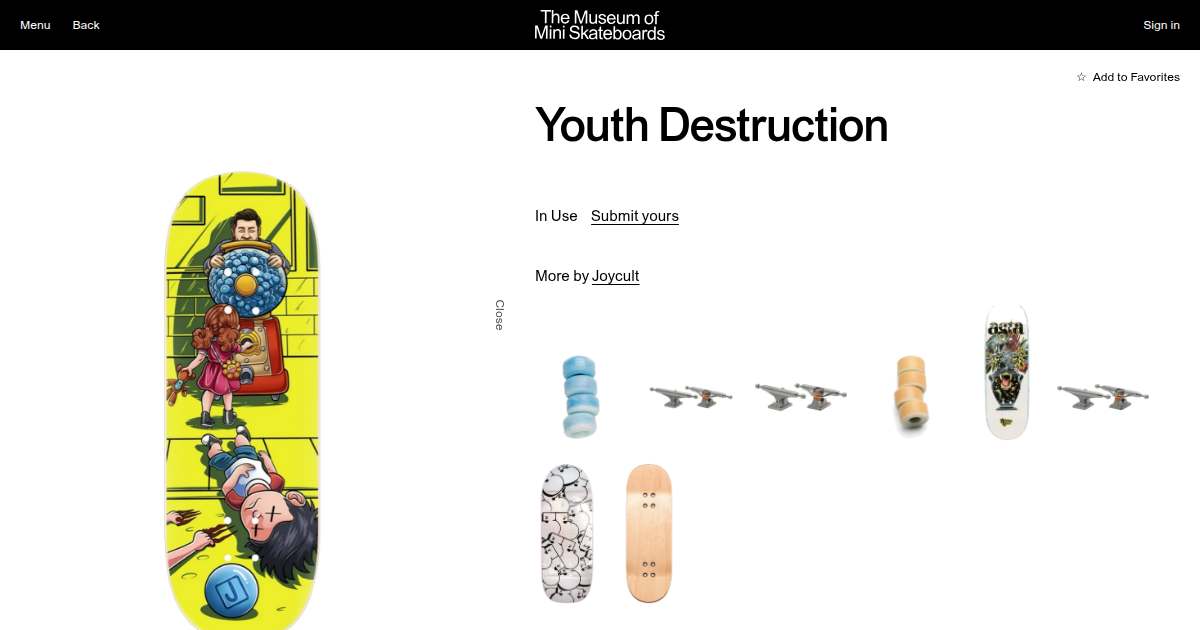 Menu
Back
The Museum of
Mini Skateboards
Sign in
☆ Add to Favorites
Youth Destruction
In Use Submit yours
More by Joycult
Close
asta
J